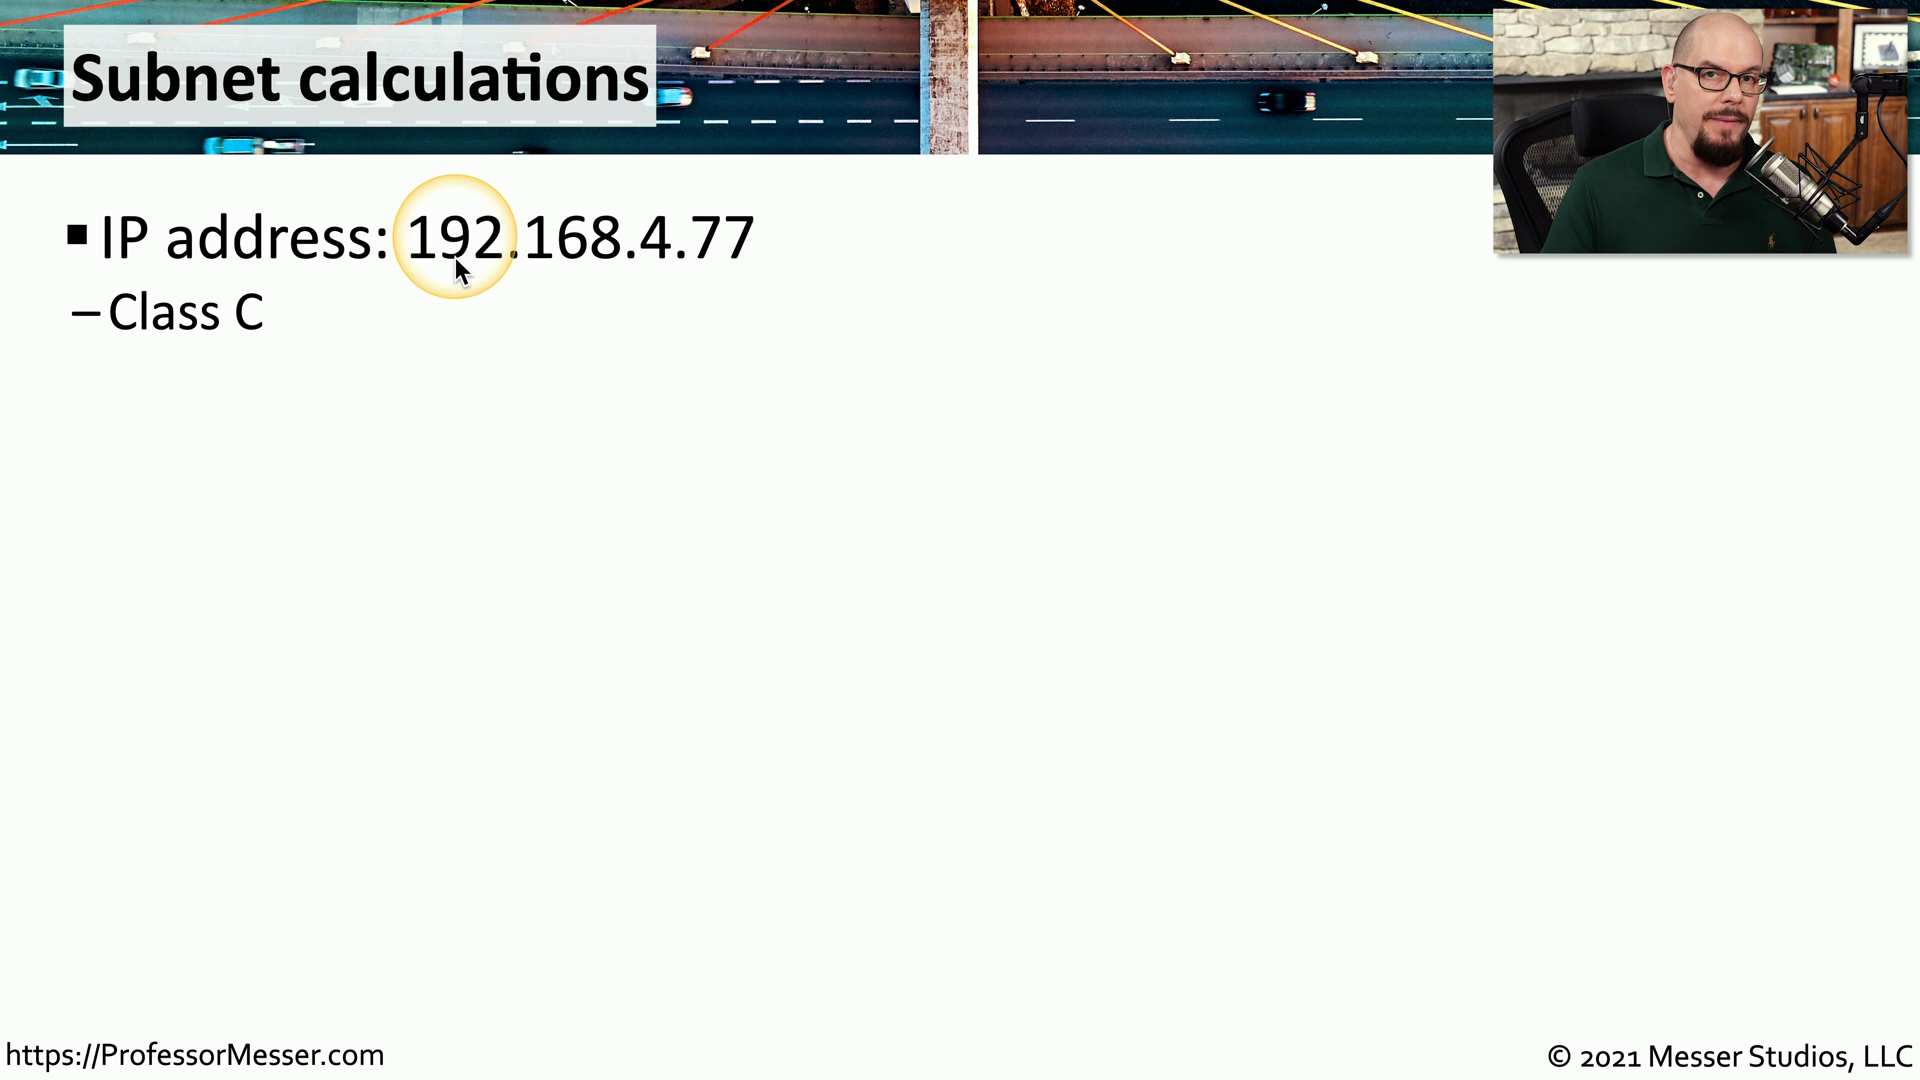 Subnet calculations
▪ IP address: 192.168.4.77
– Class C
https://ProfessorMesser.com
© 2021 Messer Studios, LLC